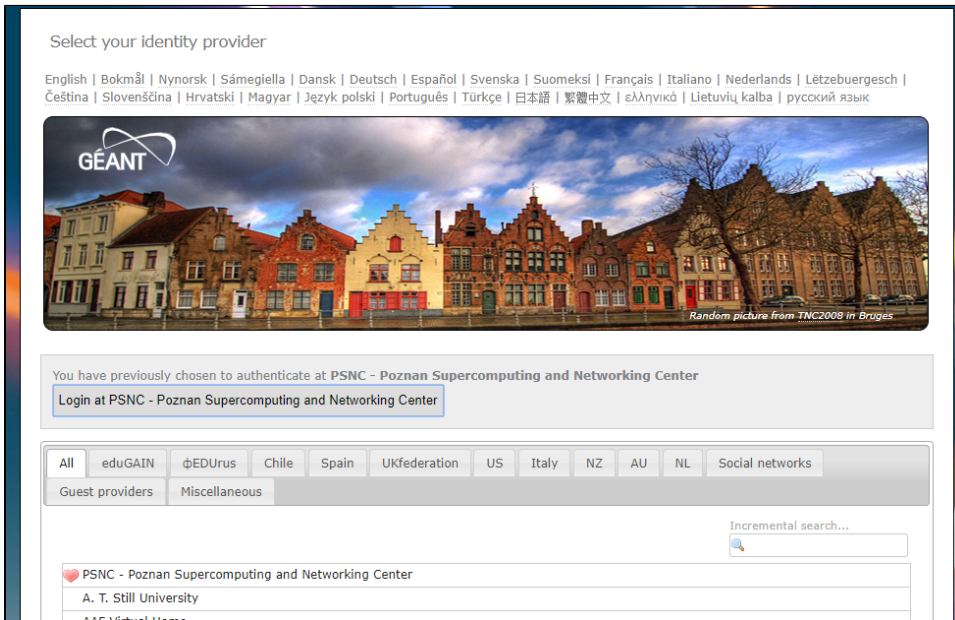 Select your identity provider
English | Bokmål | Nynorsk | Sámegiella | Dansk | Deutsch | Español | Svenska | Suomeksi | Français | Italiano | Nederlands | Lëtzebuergesch |
Čeština | Slovenščina | Hrvatski | Magyar | Język polski | Português | Türkçe | 日本語 | 繁體中文 | ελληνικά | Lietuvių kalba | русский язык
GÉANT
Random picture from TNC2008 in Bruges
You have previously chosen to authenticate at PSNC - Poznan Supercomputing and Networking Center
Login at PSNC - Poznan Supercomputing and Networking Center
All eduGAIN фEDUrus Chile Spain UKfederation US Italy NZ AU NL Social networks
Guest providers Miscellaneous
Incremental search...
PSNC - Poznan Supercomputing and Networking Center
A. T. Still University
AAF Virtual Home